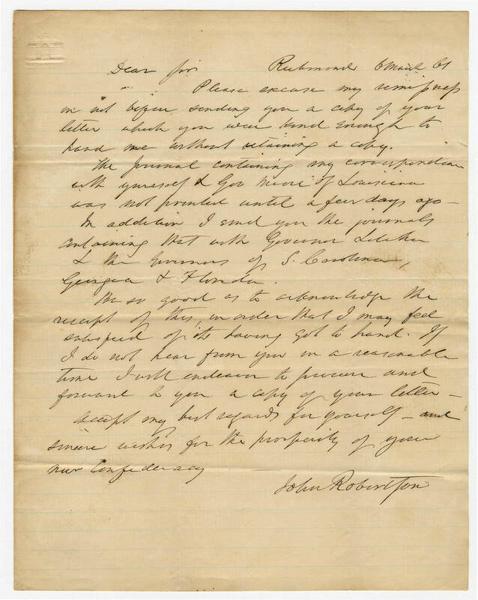 Dear Sir Richmond 6 March 61
Please excuse my remissness
in not before sending you a copy of your
letter which you were kind enough to
hand me without retaining a copy.
The Journal containing my correspondence
with yourself & Gov Moore of Louisiana
was not printed until a few days ago —
In addition I send you the journals
containing that with Governor Letcher
& the Governors of S. Carolina,
Georgia & Florida.
Be so good as to acknowledge the
receipt of this, in order that I may feel
satisfied of its having got to hand. If
I do not hear from you in a reasonable
time I will endeavor to procure and
forward to you a copy of your letter —
Accept my best regards for yourself — and
sincere wishes for the prosperity of your
new Confederacy
John Robertson